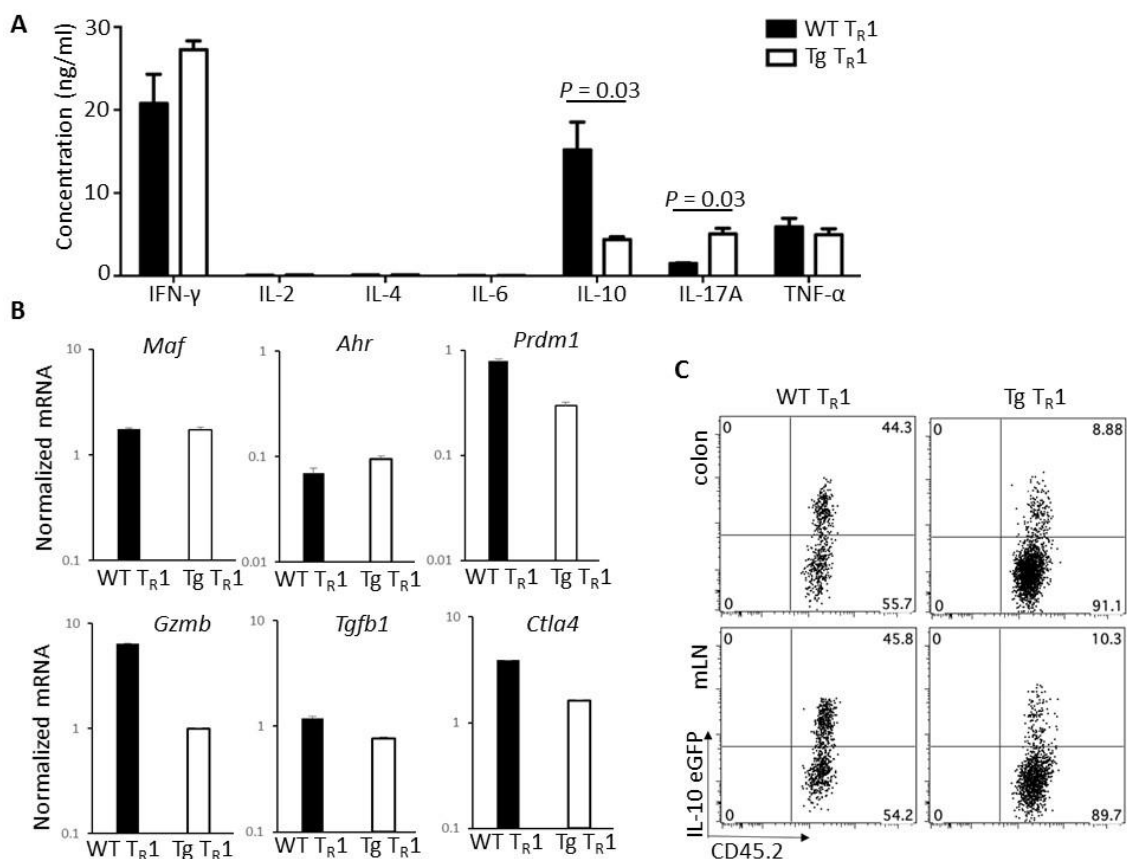 A
Concentration (ng/ml)
30
20
10
0
WT TR1
Tg TR1
P = 0.03
P = 0.03
IFN-γ IL-2 IL-4 IL-6 IL-10 IL-17A TNF-α
B
Normalized mRNA
Maf
10
1
0.1
WT TR1 Tg TR1
Ahr
1
0.1
0.01
WT TR1 Tg TR1
Prdm1
1
0.1
0.01
WT TR1 Tg TR1
Normalized mRNA
Gzmb
10
1
0.1
WT TR1 Tg TR1
Tgfb1
10
1
0.1
WT TR1 Tg TR1
Ctla4
10
1
0.1
WT TR1 Tg TR1
C
WT TR1 Tg TR1
colon
0 44.3
0 55.7
0 8.88
0 91.1
mLN
0 45.8
0 54.2
0 10.3
0 89.7
IL-10 eGFP
CD45.2